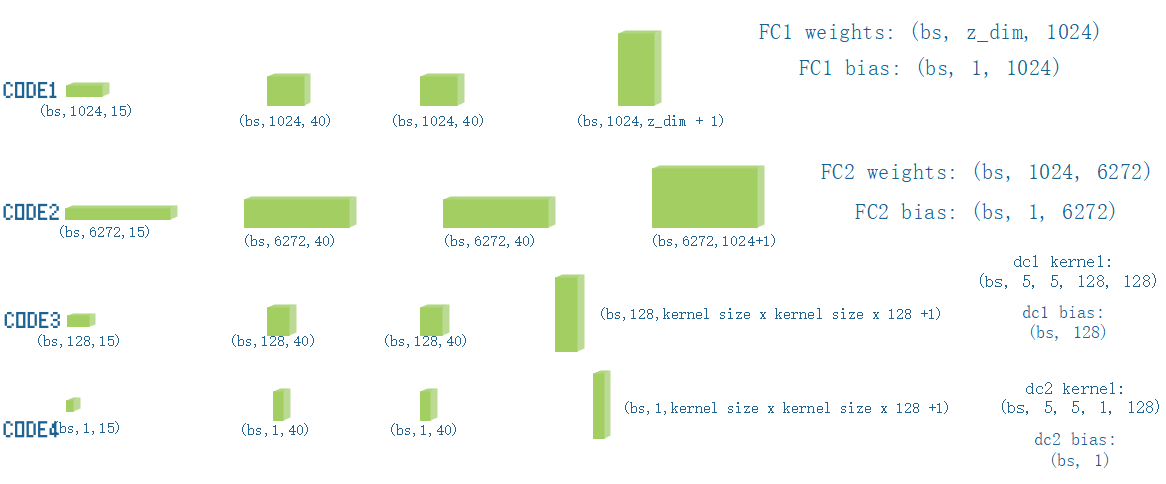 FC1 weights: (bs, z_dim, 1024)
FC1 bias: (bs, 1, 1024)
CODE1
(bs,1024,15)
(bs,1024,40)
(bs,1024,40)
(bs,1024,z_dim + 1)
FC2 weights: (bs, 1024, 6272)
FC2 bias: (bs, 1, 6272)
CODE2
(bs,6272,15)
(bs,6272,40)
(bs,6272,40)
(bs,6272,1024+1)
dc1 kernel:
(bs, 5, 5, 128, 128)
dc1 bias:
(bs, 128)
CODE3
(bs,128,15)
(bs,128,40)
(bs,128,40)
(bs,128,kernel size x kernel size x 128 +1)
dc2 kernel:
(bs, 5, 5, 1, 128)
dc2 bias:
(bs, 1)
CODE4
(bs,1,15)
(bs,1,40)
(bs,1,40)
(bs,1,kernel size x kernel size x 128 +1)